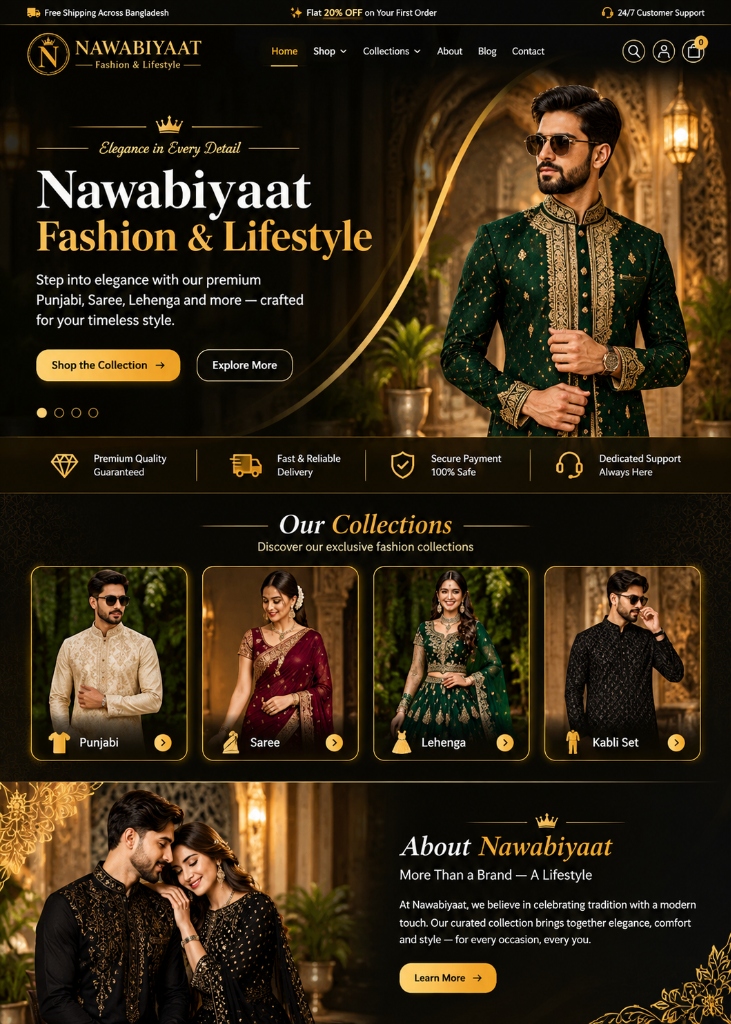 Free Shipping Across Bangladesh
Flat 20% OFF on Your First Order
24/7 Customer Support
N
NAWABIYAAT
Fashion & Lifestyle
Home
Shop
Collections
About
Blog
Contact
0
Elegance in Every Detail
Nawabiyaat
Fashion & Lifestyle
Step into elegance with our premium
Punjabi, Saree, Lehenga and more — crafted
for your timeless style.
Shop the Collection →
Explore More
Premium Quality
Guaranteed
Fast & Reliable
Delivery
Secure Payment
100% Safe
Dedicated Support
Always Here
Our Collections
Discover our exclusive fashion collections
Punjabi
Saree
Lehenga
Kabli Set
About Nawabiyaat
More Than a Brand — A Lifestyle
At Nawabiyaat, we believe in celebrating tradition with a modern
touch. Our curated collection brings together elegance, comfort
and style — for every occasion, every you.
Learn More →